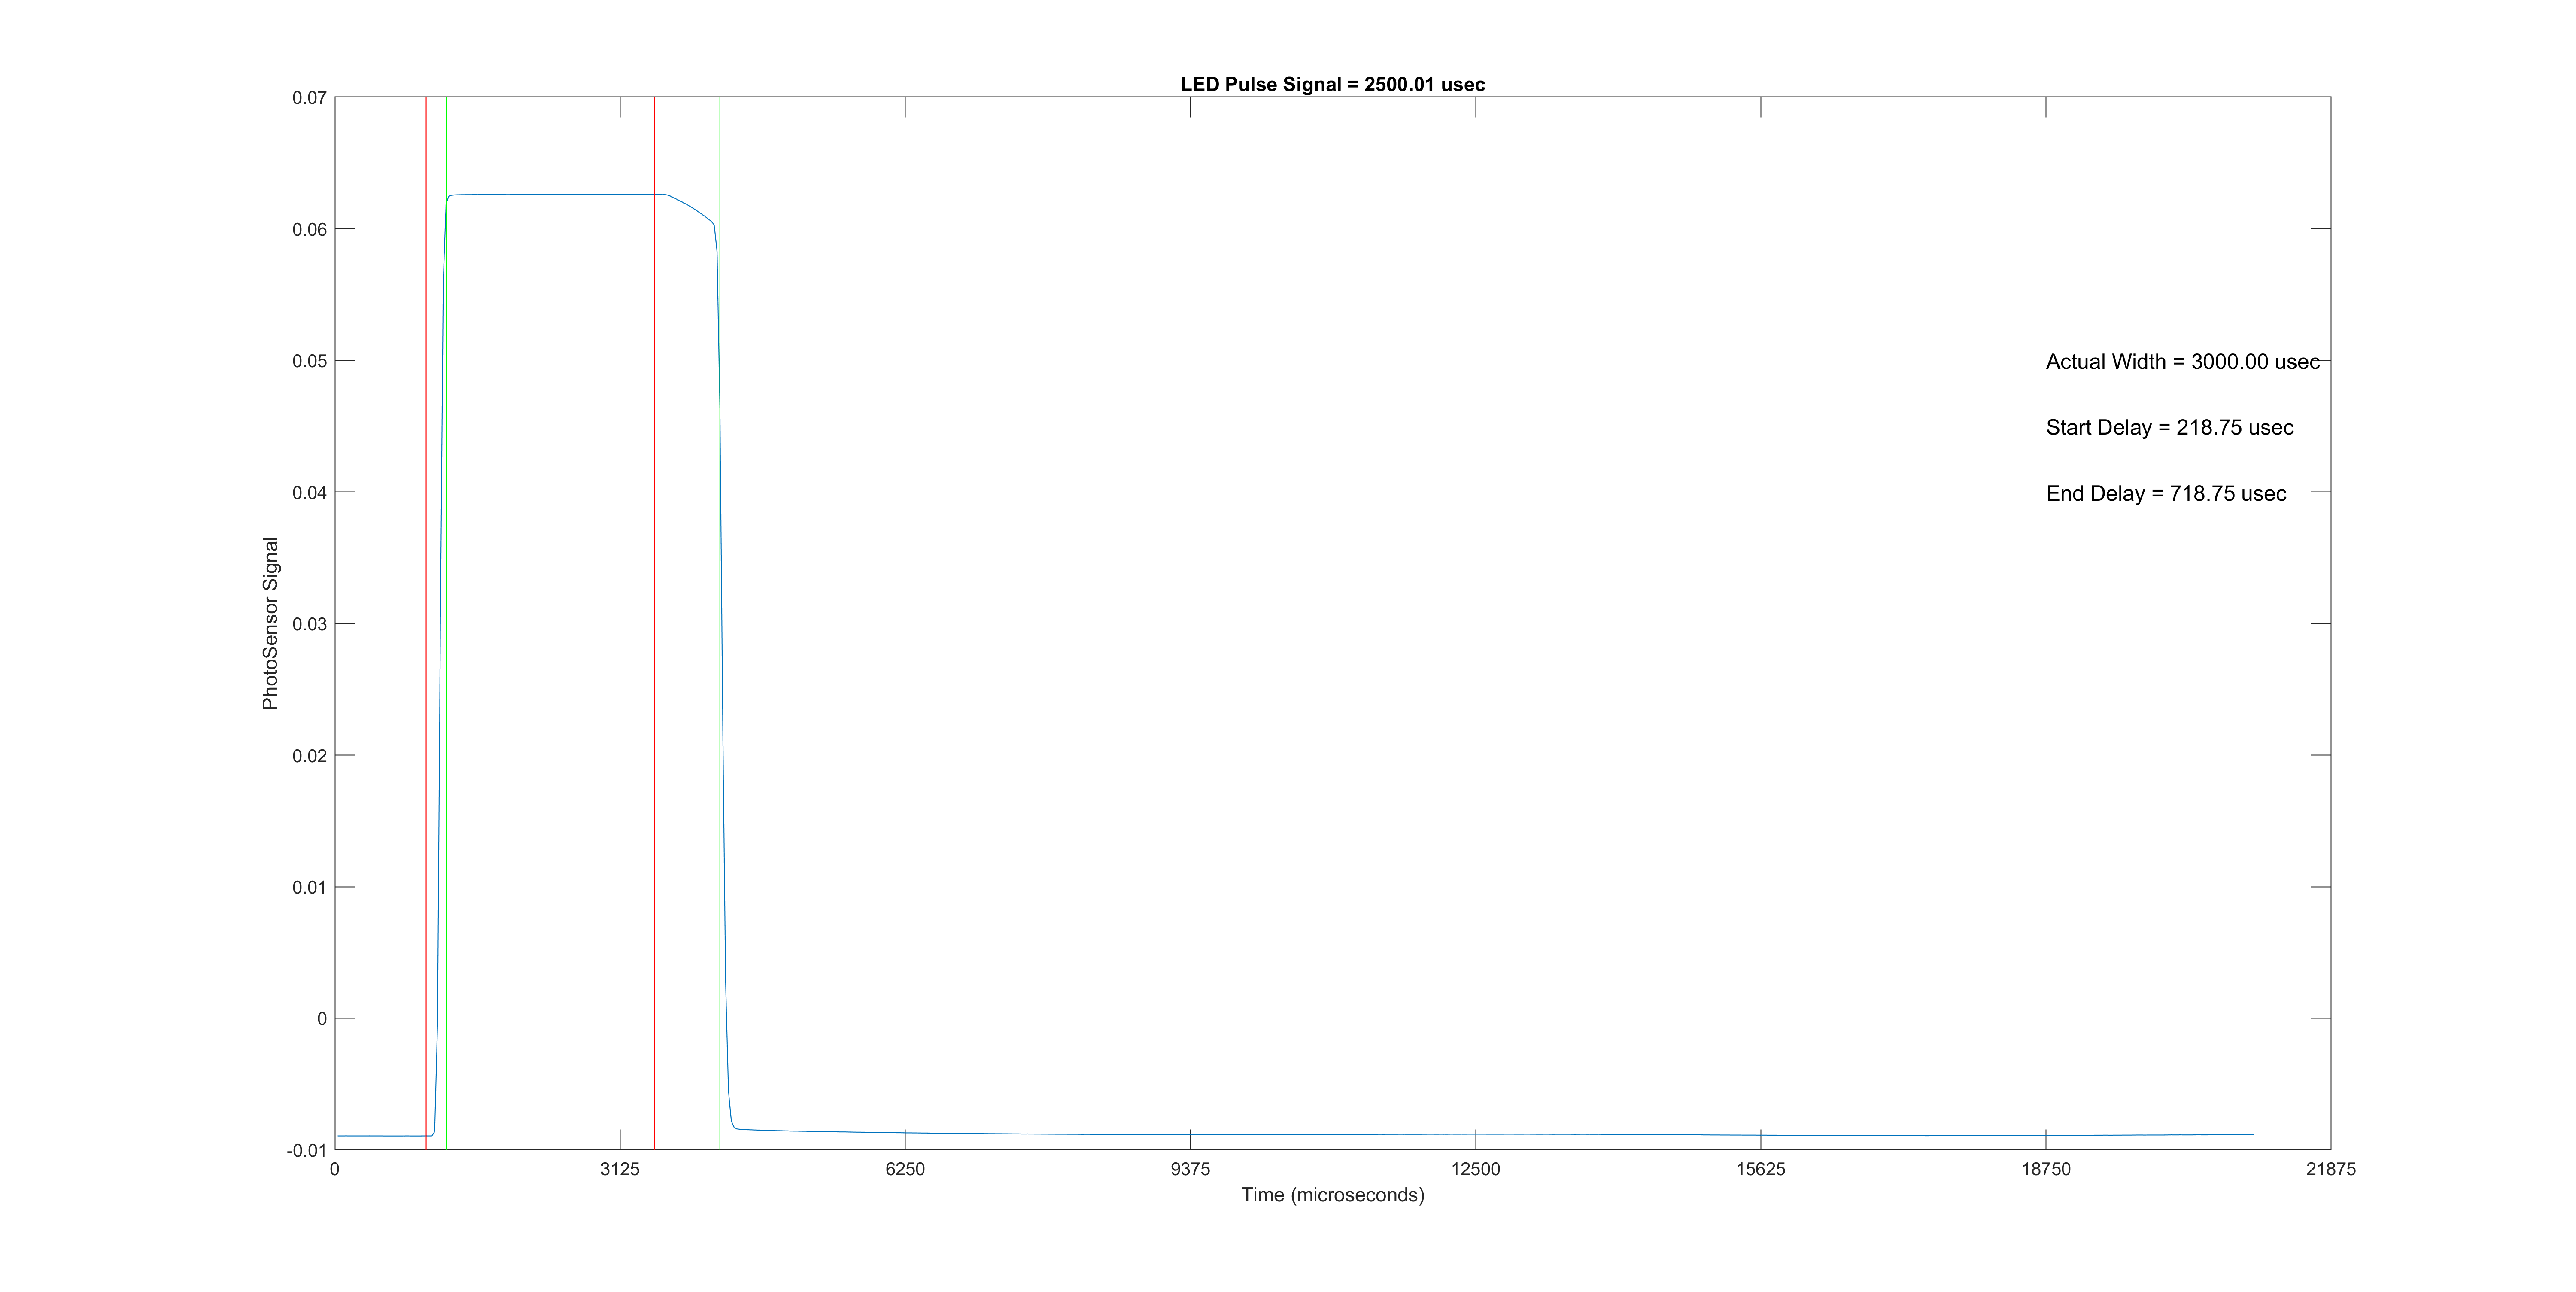 LED Pulse Signal = 2500.01 usec
0.07
0.06
0.05
0.04
0.03
0.02
0.01
0
-0.01
PhotoSensor Signal
Actual Width = 3000.00 usec
Start Delay = 218.75 usec
End Delay = 718.75 usec
0 3125 6250 9375 12500 15625 18750 21875
Time (microseconds)